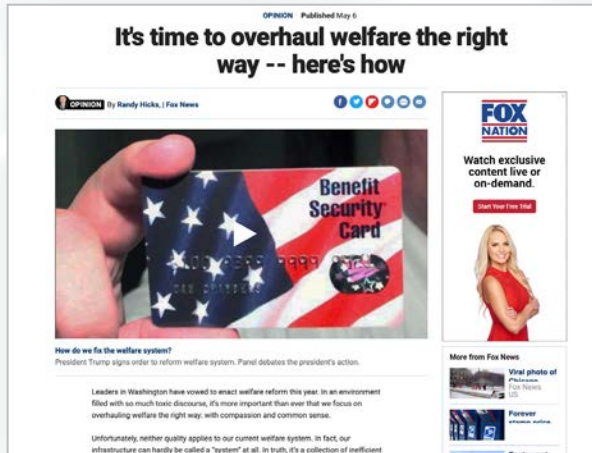 OPINION Published May 6
It's time to overhaul welfare the right
way -- here's how
OPINION By Randy Hicks, | Fox News
FOX
NATION
Watch exclusive
content live or
on-demand.
Start Your Free Trial
Benefit
Security
Card
How do we fix the welfare system?
President Trump signs order to reform welfare system. Panel debates the president's action.
Leaders in Washington have vowed to enact welfare reform this year. In an environment
filled with so much toxic discourse, it's more important than ever that we focus on
overhauling welfare the right way: with compassion and common sense.
Unfortunately, neither quality applies to our current welfare system. In fact, our
infrastructure can hardly be called a "system" at all. In truth, it's a collection of inefficient
More from Fox News
Viral photo of
Fox News
US
Forever